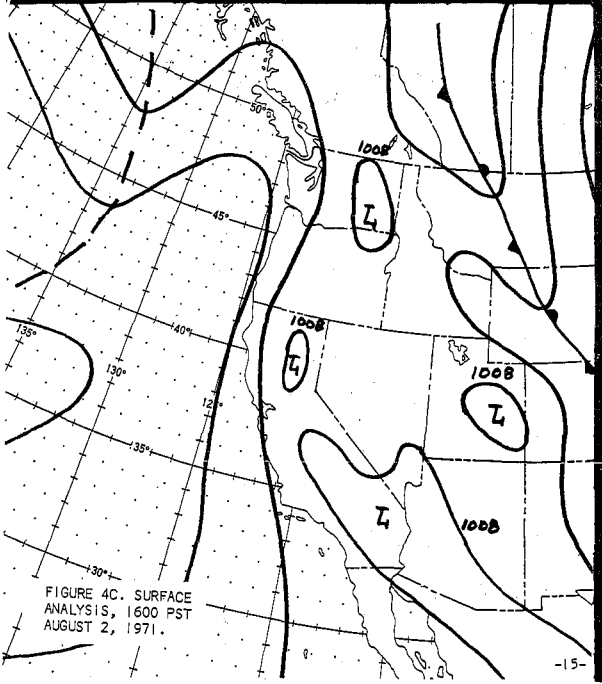 50°
1008
L
45°
1008
L
40°
135°
130°
125°
1008
L
35°
L
1008
30°
FIGURE 4C. SURFACE
ANALYSIS, 1600 PST
AUGUST 2, 1971.
-15-